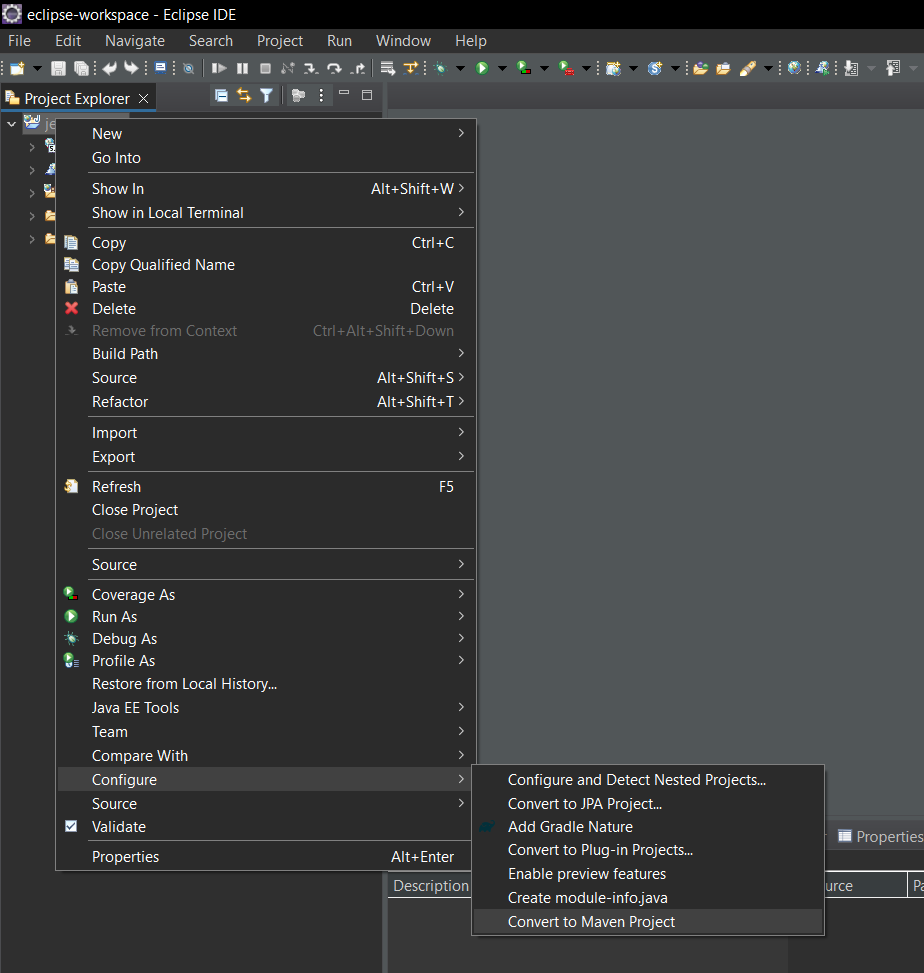 eclipse-workspace - Eclipse IDE
File Edit Navigate Search Project Run Window Help
Project Explorer
New
Go Into
Show In Alt+Shift+W
Show in Local Terminal
Copy Ctrl+C
Copy Qualified Name
Paste Ctrl+V
Delete Delete
Remove from Context Ctrl+Alt+Shift+Down
Build Path
Source Alt+Shift+S
Refactor Alt+Shift+T
Import
Export
Refresh F5
Close Project
Close Unrelated Project
Source
Coverage As
Run As
Debug As
Profile As
Restore from Local History...
Java EE Tools
Team
Compare With
Configure
Source
Validate
Properties Alt+Enter
Configure and Detect Nested Projects...
Convert to JPA Project...
Add Gradle Nature
Convert to Plug-in Projects...
Enable preview features
Create module-info.java
Convert to Maven Project
Properties
Description